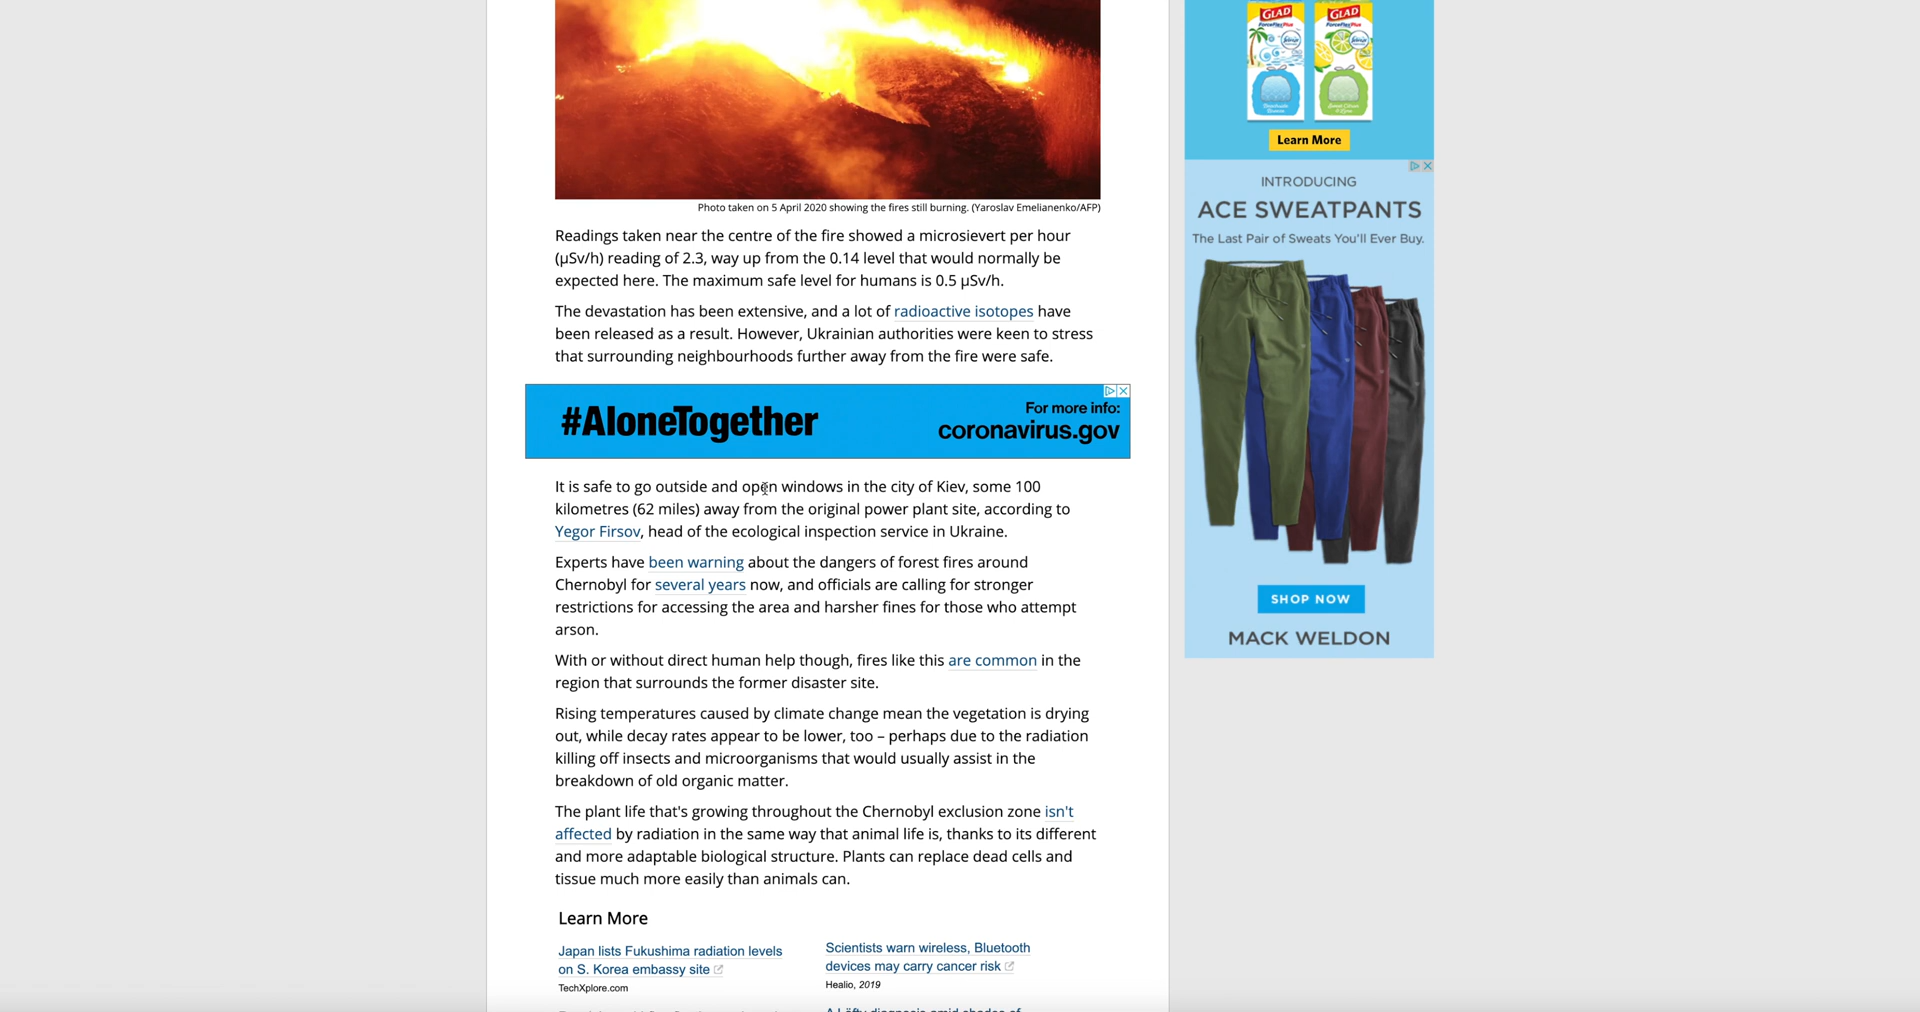 Photo taken on 5 April 2020 showing the fires still burning. (Yaroslav Emelianenko/AFP)
Readings taken near the centre of the fire showed a microsievert per hour
(µSv/h) reading of 2.3, way up from the 0.14 level that would normally be
expected here. The maximum safe level for humans is 0.5 µSv/h.
The devastation has been extensive, and a lot of radioactive isotopes have
been released as a result. However, Ukrainian authorities were keen to stress
that surrounding neighbourhoods further away from the fire were safe.
#AloneTogether
For more info:
coronavirus.gov
It is safe to go outside and open windows in the city of Kiev, some 100
kilometres (62 miles) away from the original power plant site, according to
Yegor Firsov, head of the ecological inspection service in Ukraine.
Experts have been warning about the dangers of forest fires around
Chernobyl for several years now, and officials are calling for stronger
restrictions for accessing the area and harsher fines for those who attempt
arson.
With or without direct human help though, fires like this are common in the
region that surrounds the former disaster site.
Rising temperatures caused by climate change mean the vegetation is drying
out, while decay rates appear to be lower, too – perhaps due to the radiation
killing off insects and microorganisms that would usually assist in the
breakdown of old organic matter.
The plant life that's growing throughout the Chernobyl exclusion zone isn't
affected by radiation in the same way that animal life is, thanks to its different
and more adaptable biological structure. Plants can replace dead cells and
tissue much more easily than animals can.
Learn More
Japan lists Fukushima radiation levels
on S. Korea embassy site
TechXplore.com
Scientists warn wireless, Bluetooth
devices may carry cancer risk
Healio, 2019
GLAD
ForceFlexPlus
GLAD
ForceFlexPlus
Learn More
INTRODUCING
ACE SWEATPANTS
The Last Pair of Sweats You'll Ever Buy.
SHOP NOW
MACK WELDON